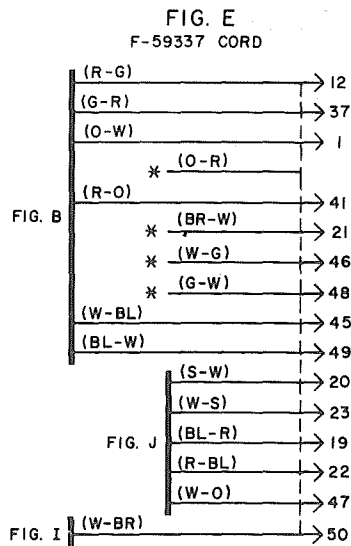 FIG. E
F-59337 CORD
(R-G) 12
(G-R) 37
(O-W) 1
* (O-R)
(R-O) 41
FIG. B * (BR-W) 21
* (W-G) 46
* (G-W) 48
(W-BL) 45
(BL-W) 49
(S-W) 20
(W-S) 23
(BL-R) 19
FIG. J (R-BL) 22
(W-O) 47
FIG. I (W-BR) 50